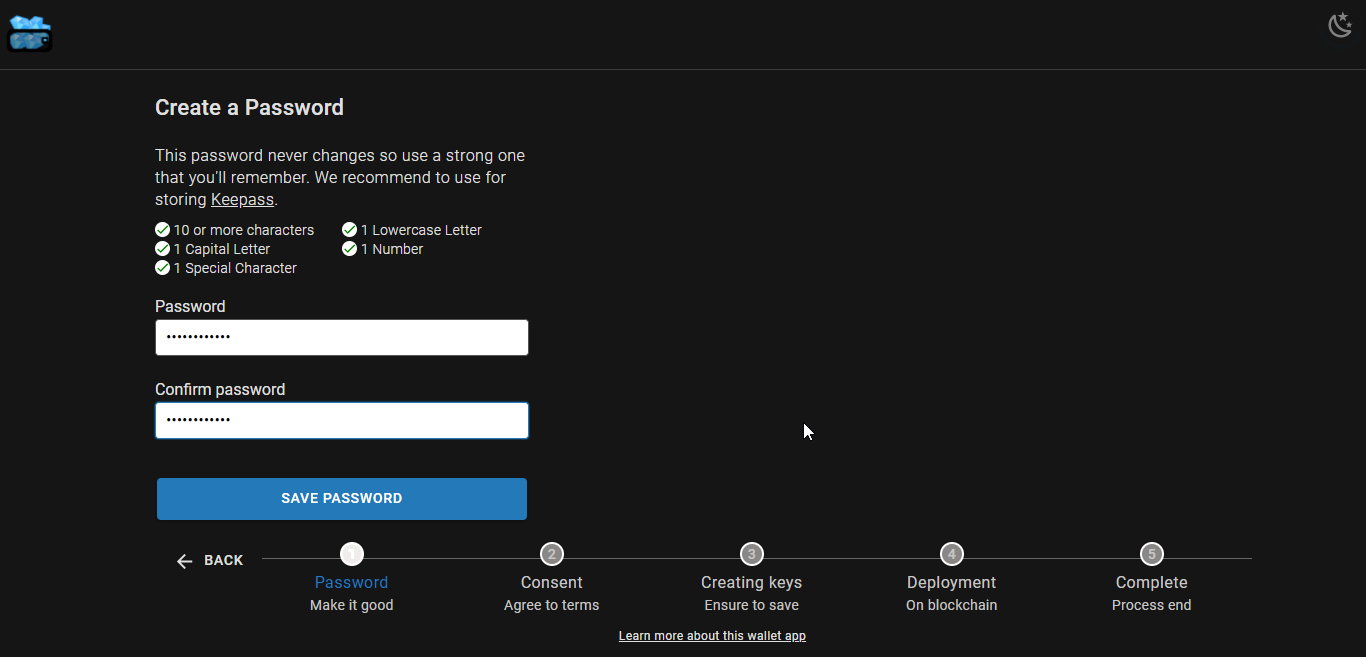 Create a Password
This password never changes so use a strong one
that you'll remember. We recommend to use for
storing Keepass.
10 or more characters
1 Lowercase Letter
1 Capital Letter
1 Number
1 Special Character
Password
••••••••••••
Confirm password
••••••••••••
SAVE PASSWORD
BACK
1
2
3
4
5
Password
Consent
Creating keys
Deployment
Complete
Make it good
Agree to terms
Ensure to save
On blockchain
Process end
Learn more about this wallet app